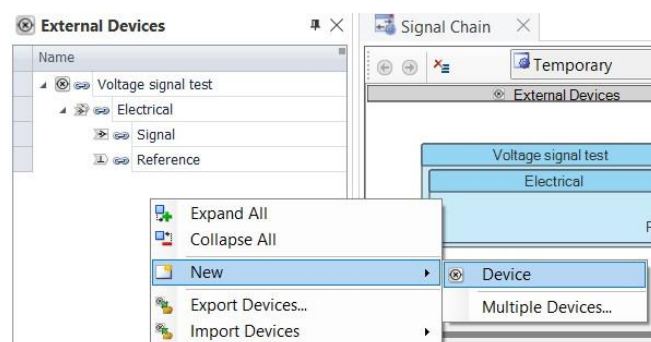 External Devices
Name
Voltage signal test
Electrical
Signal
Reference
Signal Chain
Temporary
External Devices
Voltage signal test
Electrical
Expand All
Collapse All
New
Export Devices...
Import Devices
Device
Multiple Devices...